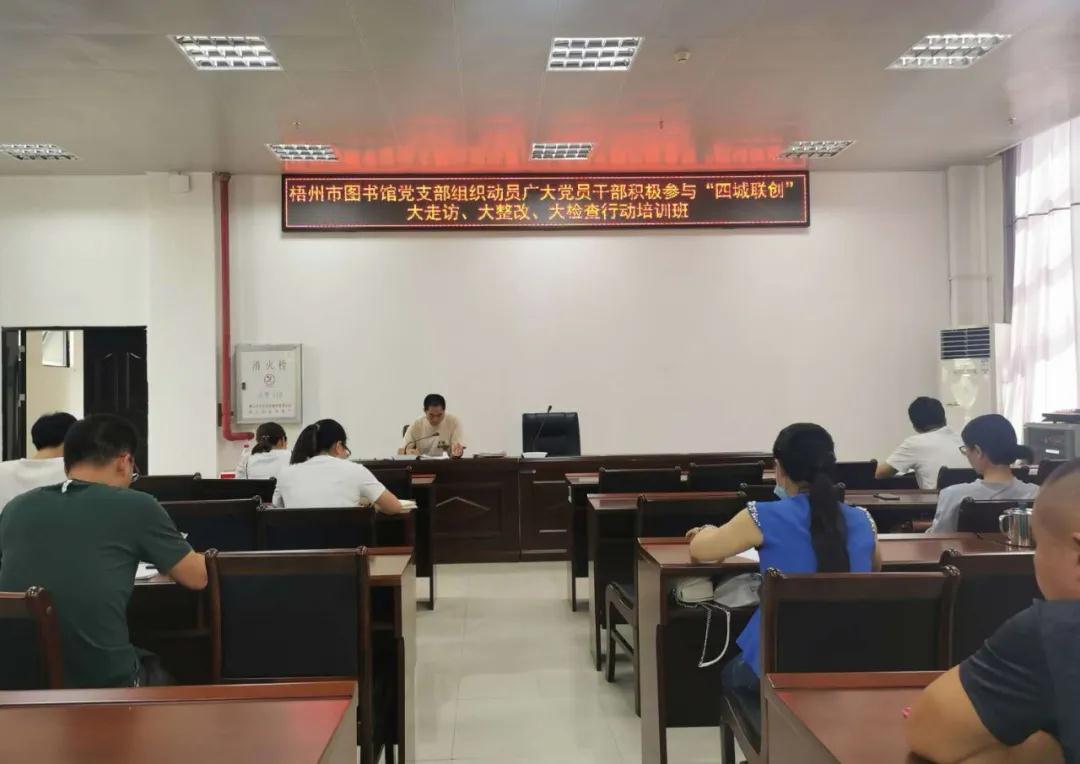 梧州市图书馆党支部组织动员广大党员干部积极参与“四城联创”
大走访、大整改、大检查行动培训班
消火栓